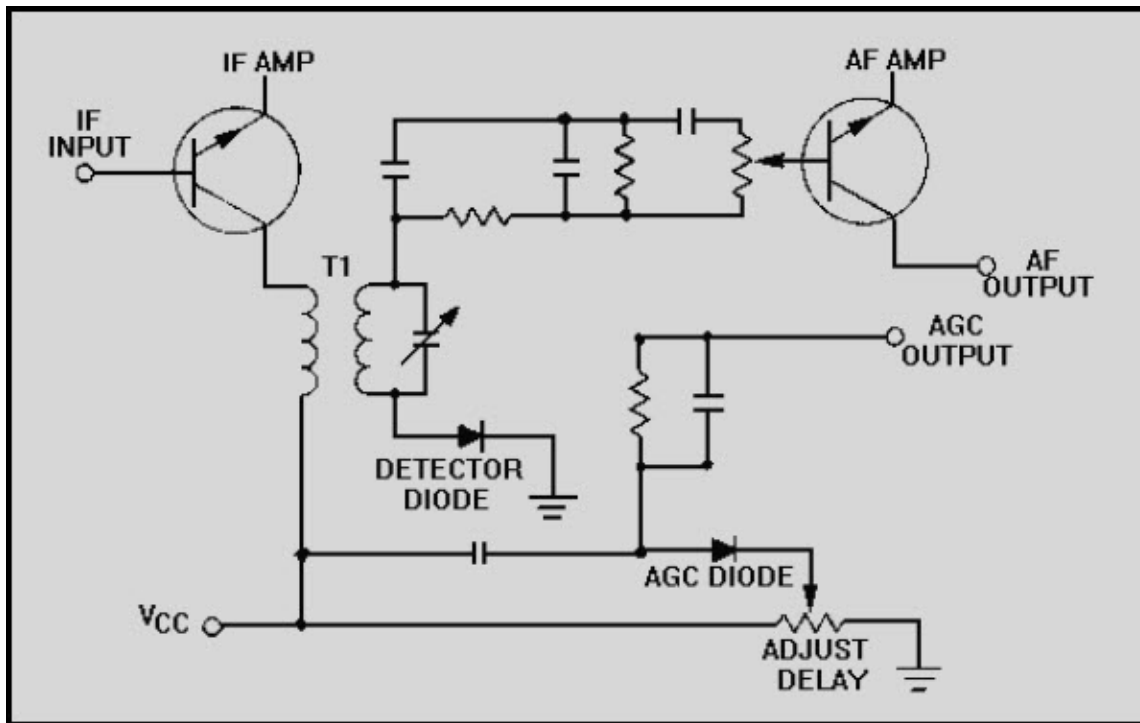 IF AMP
AF AMP
IF
INPUT
T1
AF
OUTPUT
AGC
OUTPUT
DETECTOR
DIODE
AGC DIODE
VCC
ADJUST
DELAY